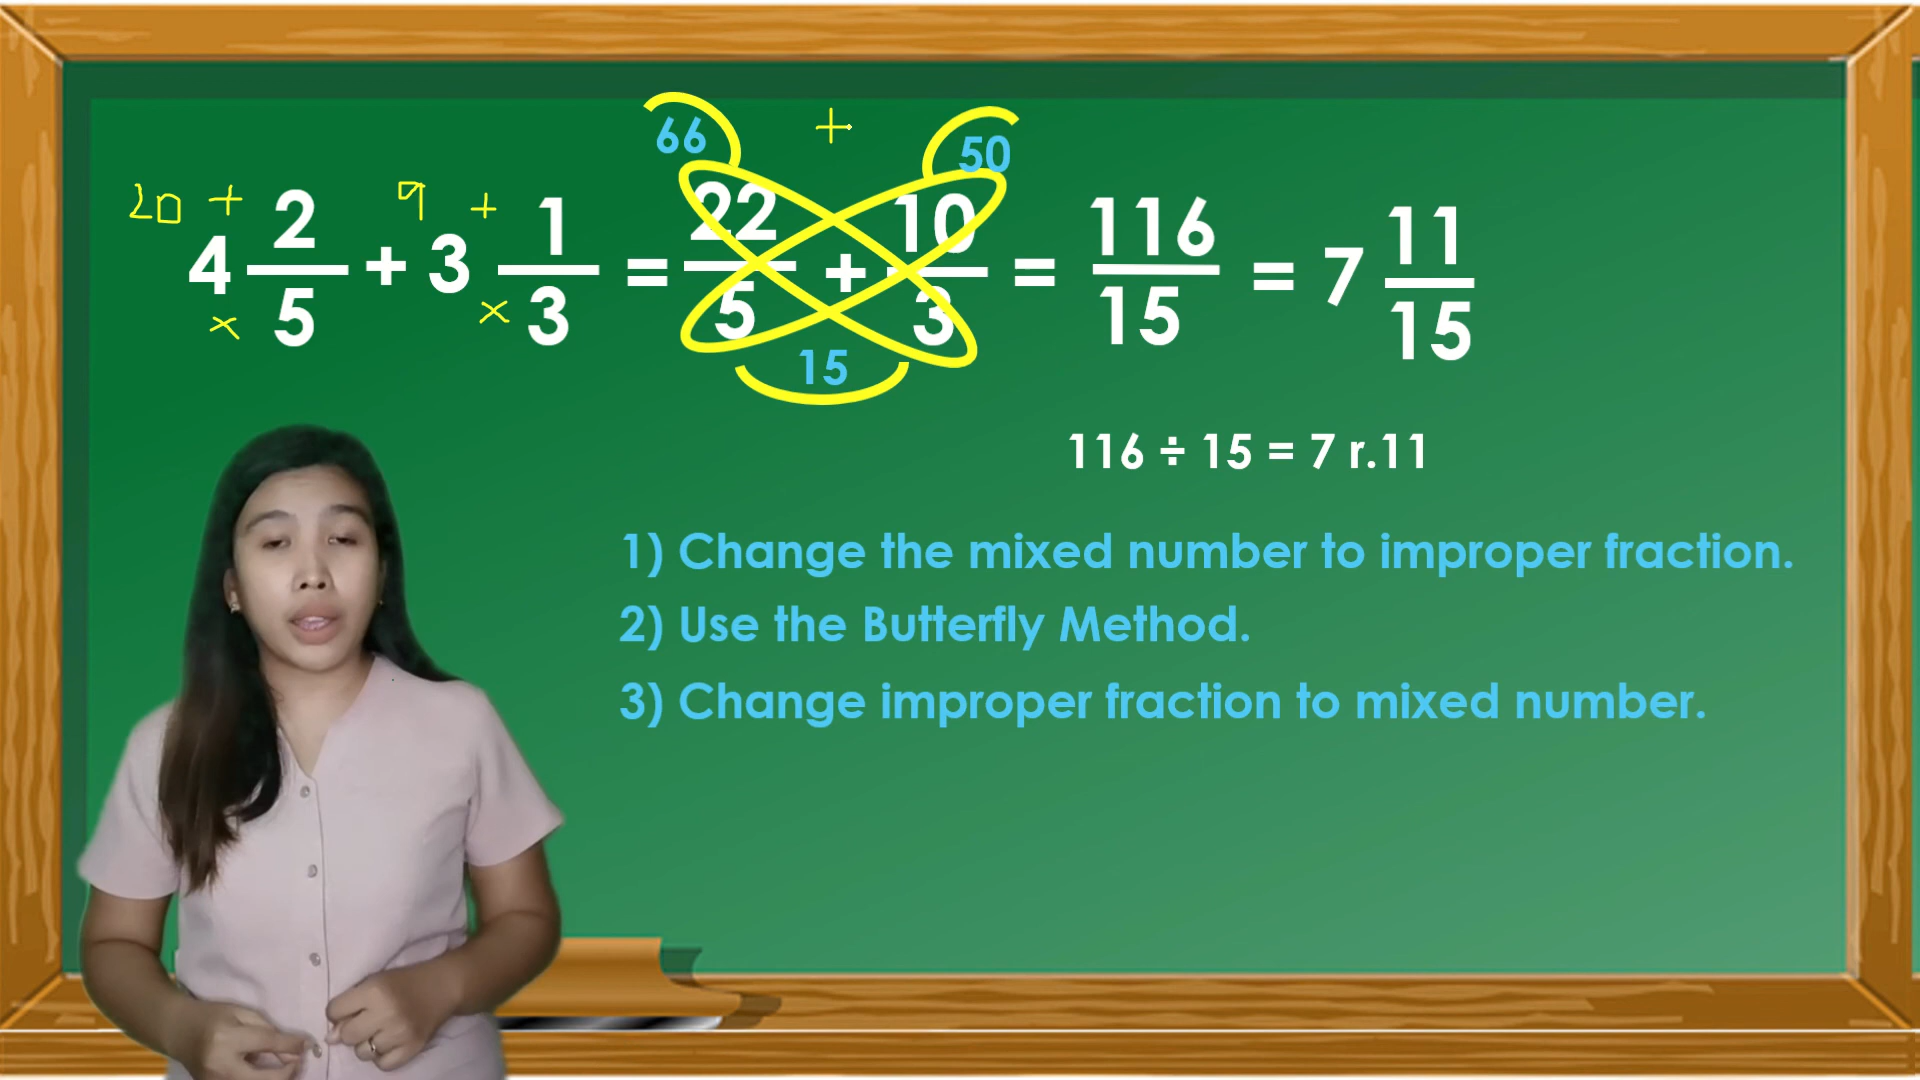 66 + 50
20 + 9 +
4 2/5 + 3 1/3 = 22/5 + 10/3 = 116/15 = 7 11/15
× ×
15
116 ÷ 15 = 7 r.11
1) Change the mixed number to improper fraction.
2) Use the Butterfly Method.
3) Change improper fraction to mixed number.